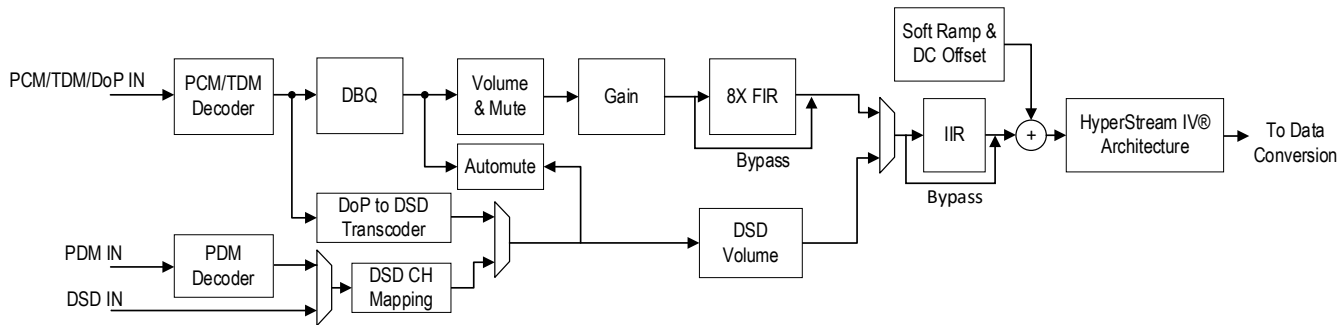 Soft Ramp &
DC Offset
PCM/TDM/DoP IN
PCM/TDM
Decoder
DBQ
Volume
& Mute
Gain
8X FIR
Bypass
IIR
Bypass
+
HyperStream IV®
Architecture
To Data
Conversion
Automute
DoP to DSD
Transcoder
DSD
Volume
PDM IN
PDM
Decoder
DSD CH
Mapping
DSD IN